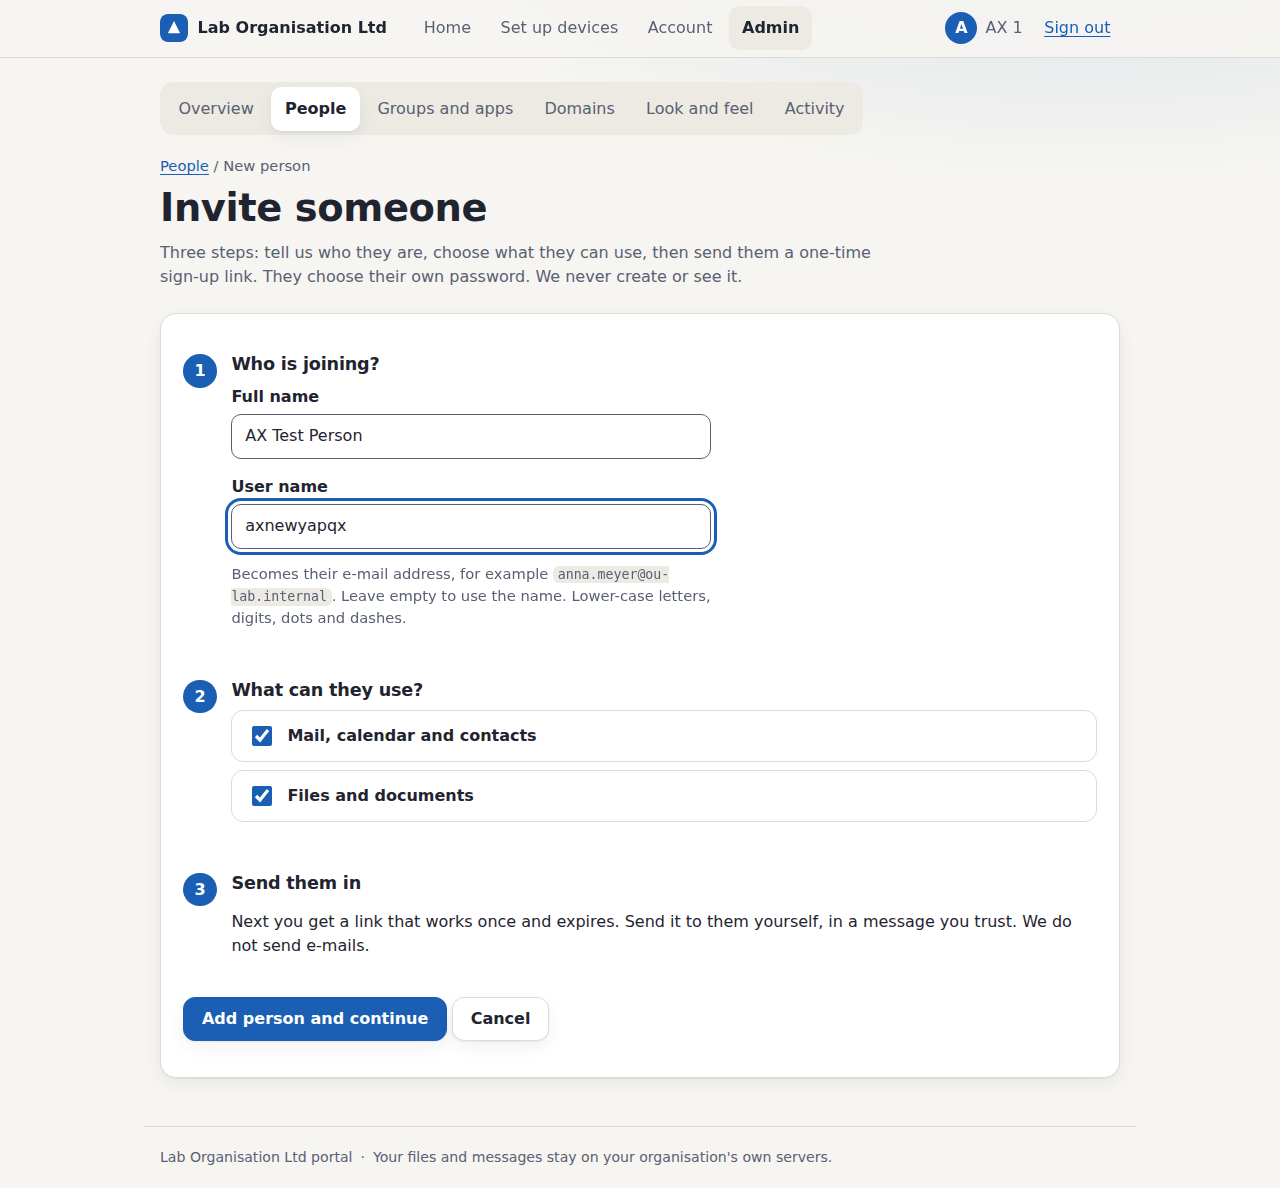 Lab Organisation Ltd
Home
Set up devices
Account
Admin
A
AX 1
Sign out
Overview
People
Groups and apps
Domains
Look and feel
Activity
People / New person
Invite someone
Three steps: tell us who they are, choose what they can use, then send them a one-time
sign-up link. They choose their own password. We never create or see it.
1
Who is joining?
Full name
AX Test Person
User name
axnewyapqx
Becomes their e-mail address, for example anna.meyer@ou-
lab.internal. Leave empty to use the name. Lower-case letters,
digits, dots and dashes.
2
What can they use?
Mail, calendar and contacts
Files and documents
3
Send them in
Next you get a link that works once and expires. Send it to them yourself, in a message you trust. We do
not send e-mails.
Add person and continue
Cancel
Lab Organisation Ltd portal · Your files and messages stay on your organisation's own servers.